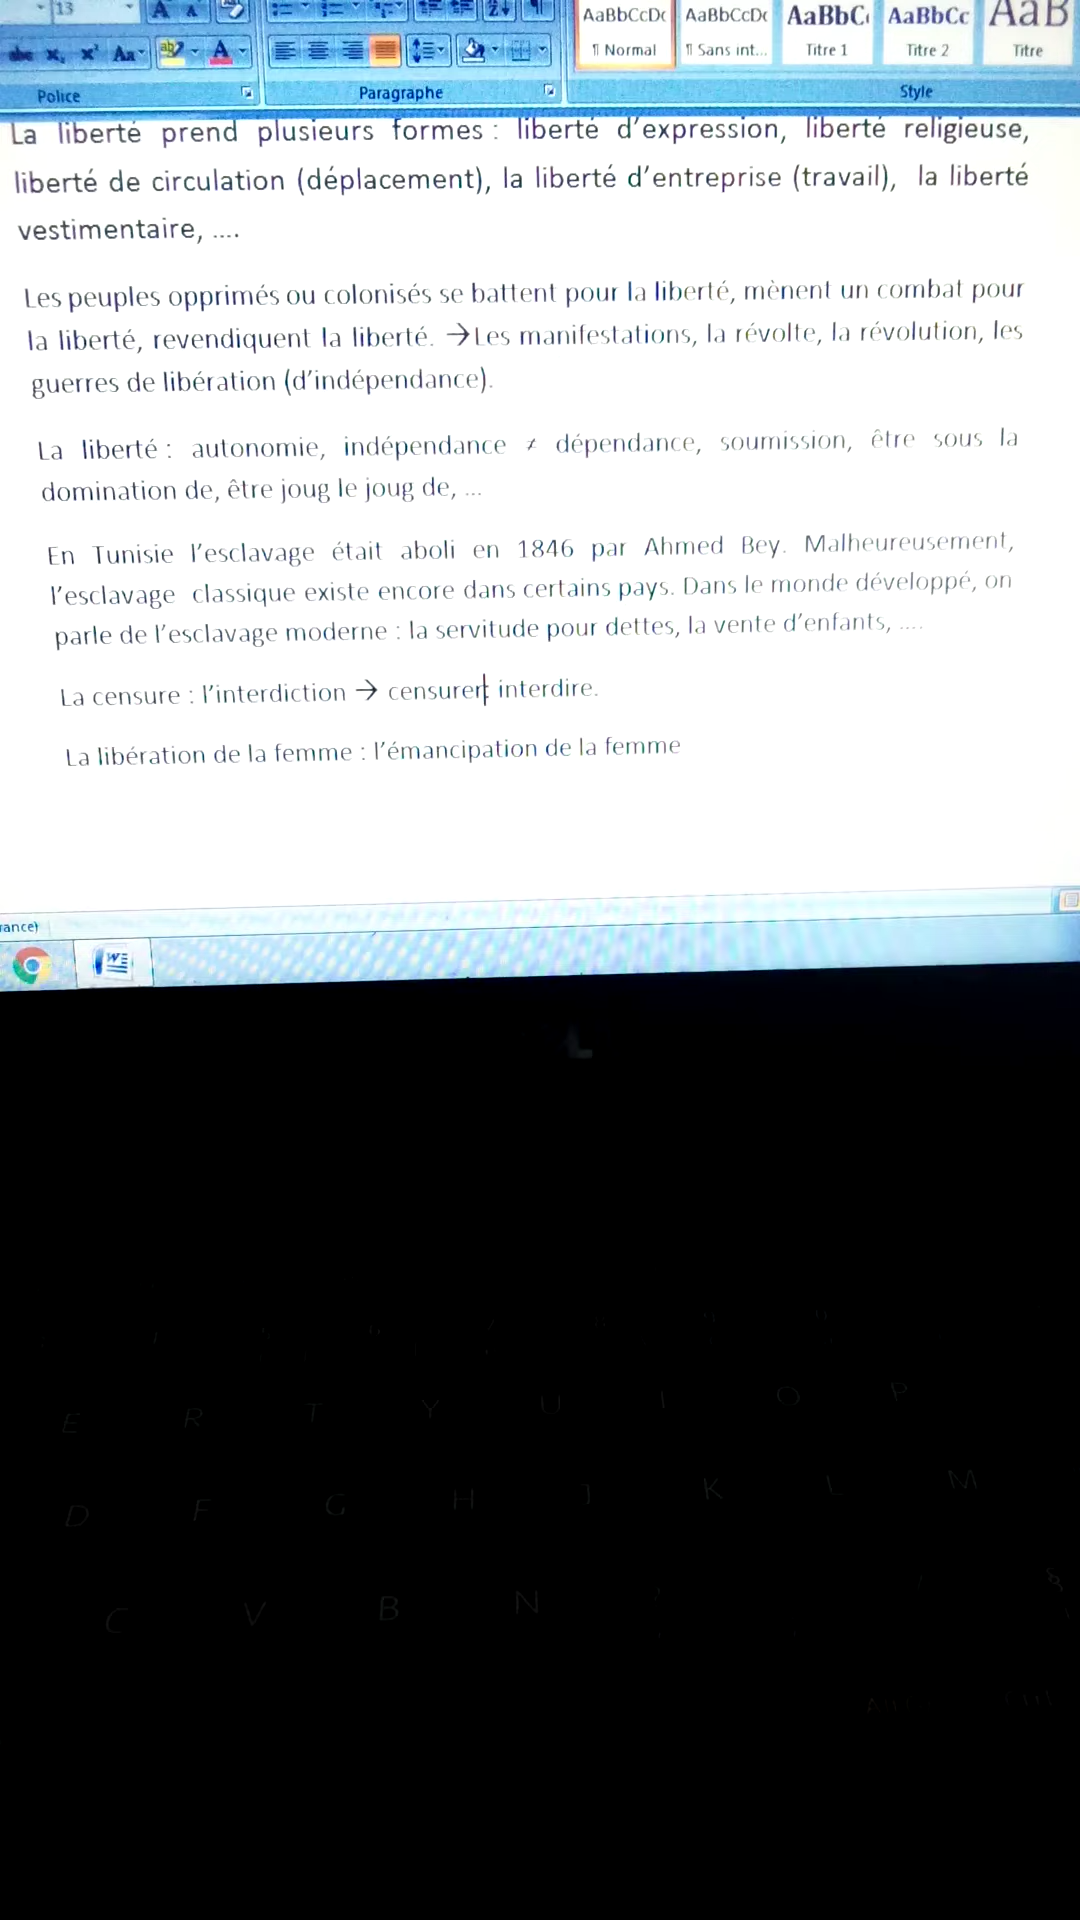 13
A A
abc x₂ x² Aa ab A
AaBbCcDc AaBbCcDc AaBbC AaBbCc AaB
¶ Normal ¶ Sans int... Titre 1 Titre 2 Titre
Police Paragraphe Style
La liberté prend plusieurs formes : liberté d'expression, liberté religieuse,
liberté de circulation (déplacement), la liberté d'entreprise (travail), la liberté
vestimentaire, ....
Les peuples opprimés ou colonisés se battent pour la liberté, mènent un combat pour
la liberté, revendiquent la liberté. →Les manifestations, la révolte, la révolution, les
guerres de libération (d'indépendance).
La liberté : autonomie, indépendance ≠ dépendance, soumission, être sous la
domination de, être joug le joug de, ...
En Tunisie l'esclavage était aboli en 1846 par Ahmed Bey. Malheureusement,
l'esclavage classique existe encore dans certains pays. Dans le monde développé, on
parle de l'esclavage moderne : la servitude pour dettes, la vente d'enfants, ....
La censure : l'interdiction → censurer: interdire.
La libération de la femme : l'émancipation de la femme
rance)
W
E R T Y U I O P
D F G H J K L M
C V B N